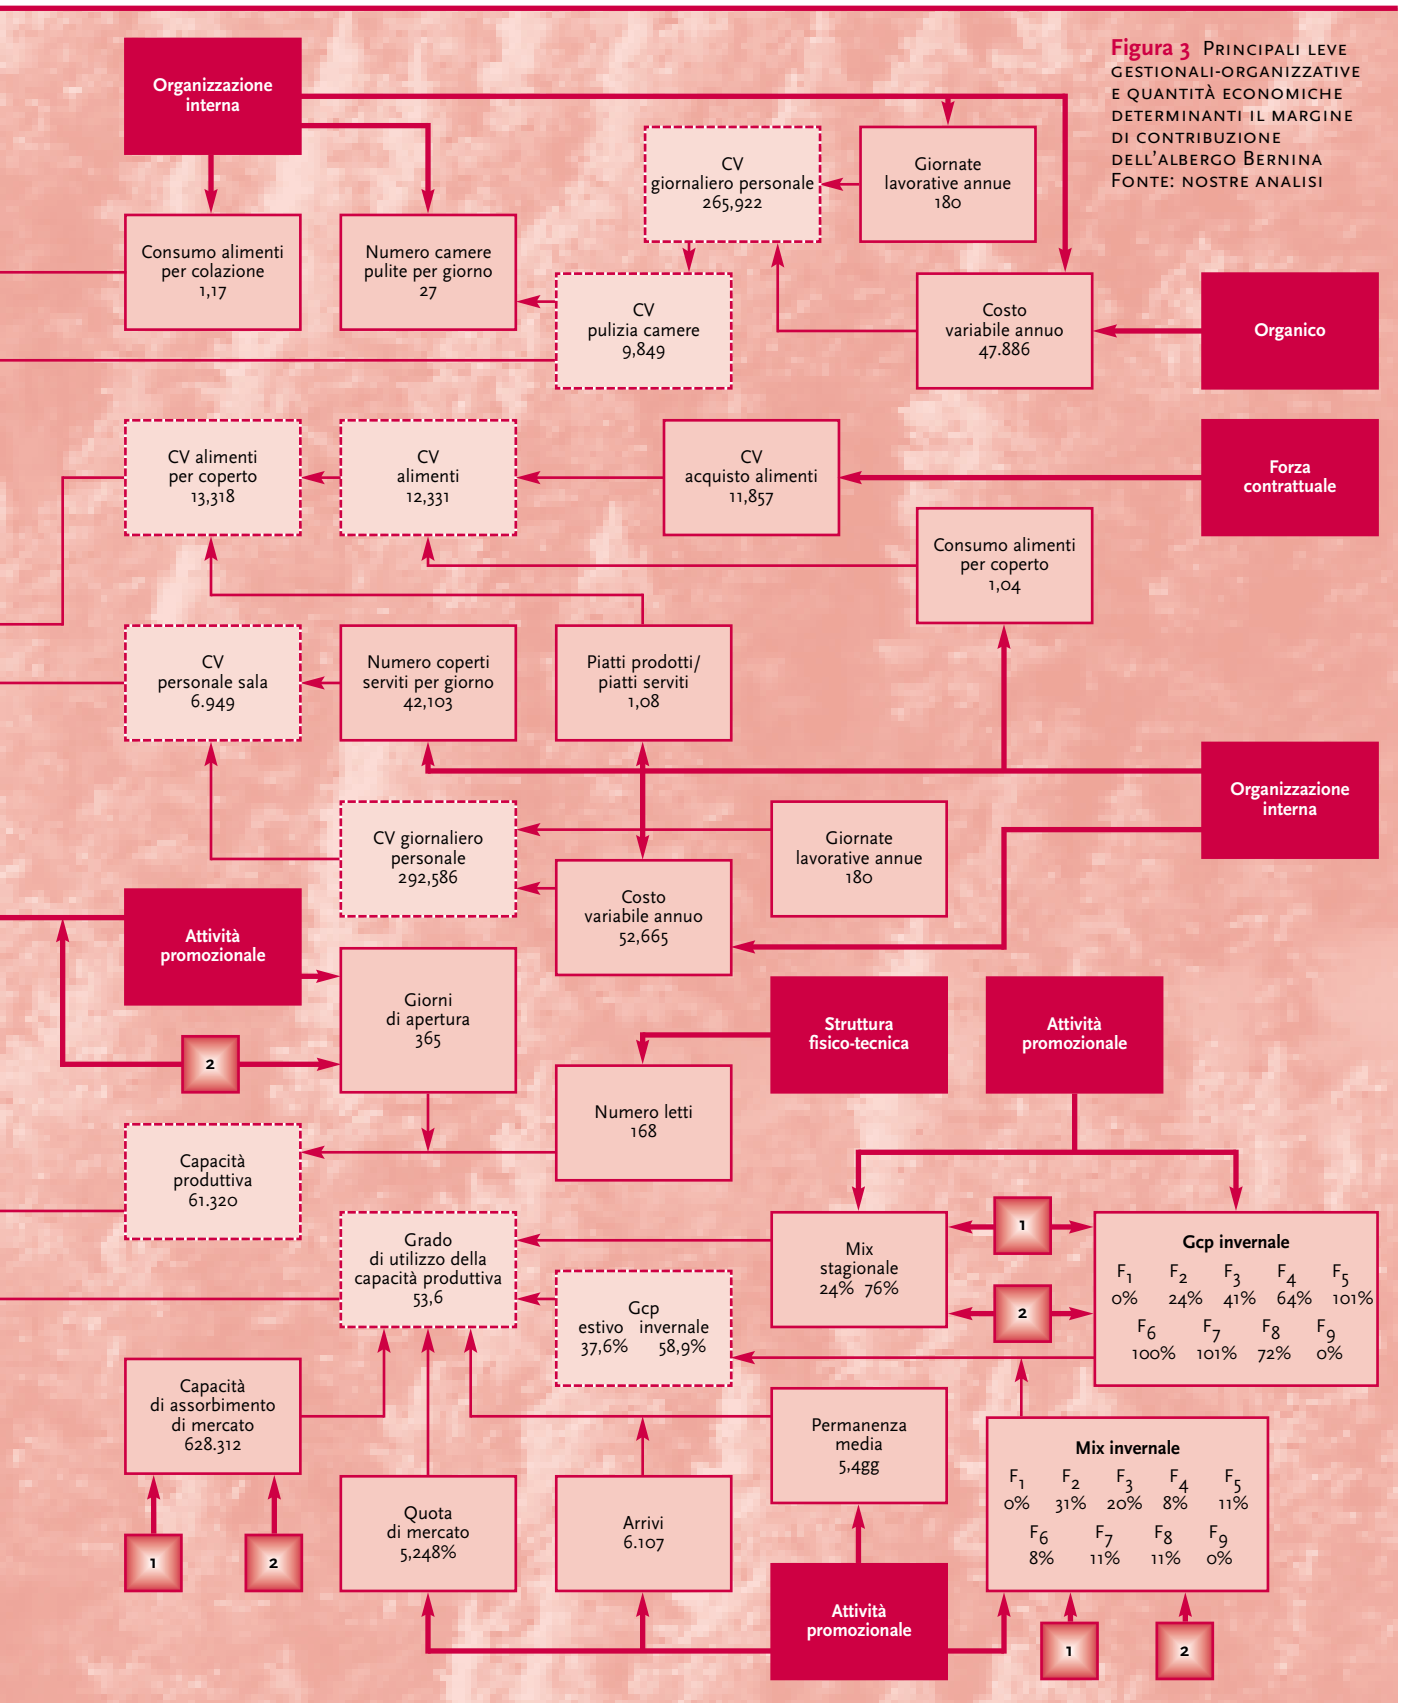 Figura 3 Principali leve
gestionali-organizzative
e quantità economiche
determinanti il margine
di contribuzione
dell'albergo Bernina
Fonte: nostre analisi
Organizzazione
interna
CV
giornaliero personale
265,922
Giornate
lavorative annue
180
Consumo alimenti
per colazione
1,17
Numero camere
pulite per giorno
27
CV
pulizia camere
9,849
Costo
variabile annuo
47.886
Organico
CV alimenti
per coperto
13,318
CV
alimenti
12,331
CV
acquisto alimenti
11,857
Forza
contrattuale
Consumo alimenti
per coperto
1,04
CV
personale sala
6.949
Numero coperti
serviti per giorno
42,103
Piatti prodotti/
piatti serviti
1,08
Organizzazione
interna
CV giornaliero
personale
292,586
Giornate
lavorative annue
180
Costo
variabile annuo
52,665
Attività
promozionale
Giorni
di apertura
365
2
Struttura
fisico-tecnica
Attività
promozionale
Numero letti
168
Capacità
produttiva
61.320
Grado
di utilizzo della
capacità produttiva
53,6
Mix
stagionale
24% 76%
1
2
Gcp invernale
F1 F2 F3 F4 F5
0% 24% 41% 64% 101%
F6 F7 F8 F9
100% 101% 72% 0%
Gcp
estivo invernale
37,6% 58,9%
Capacità
di assorbimento
di mercato
628.312
Permanenza
media
5,4gg
Mix invernale
F1 F2 F3 F4 F5
0% 31% 20% 8% 11%
F6 F7 F8 F9
8% 11% 11% 0%
Quota
di mercato
5,248%
Arrivi
6.107
1
2
Attività
promozionale
1
2